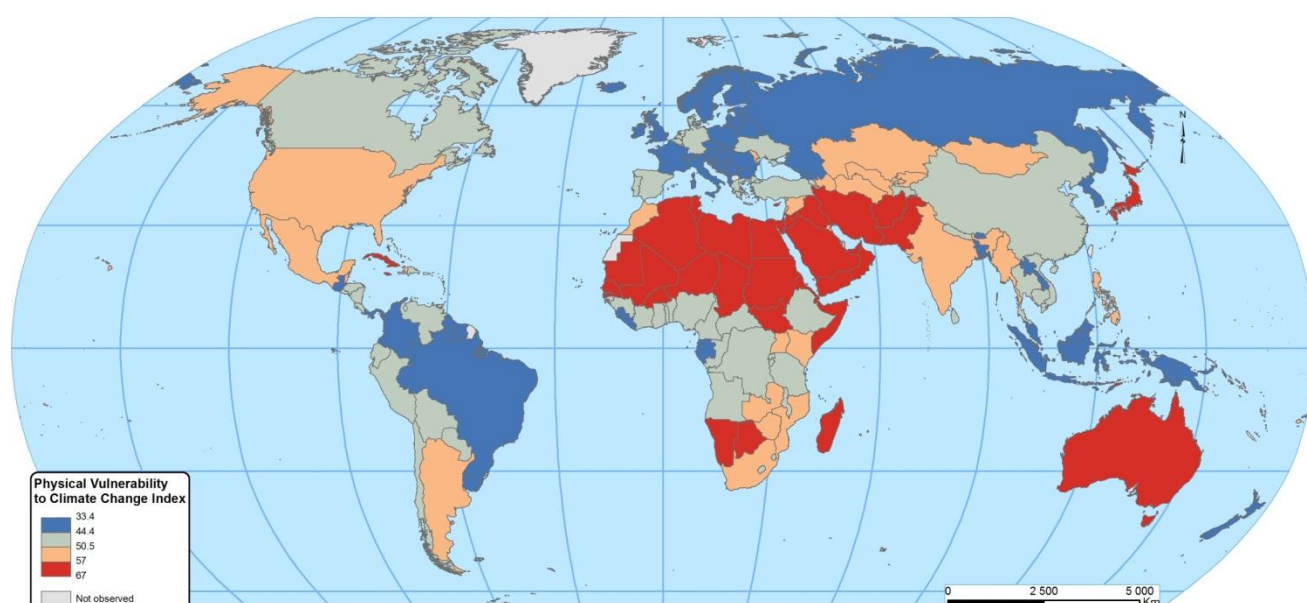 N
Physical Vulnerability
to Climate Change Index
33.4
44.4
50.5
57
67
Not observed
0 2 500 5 000
Km